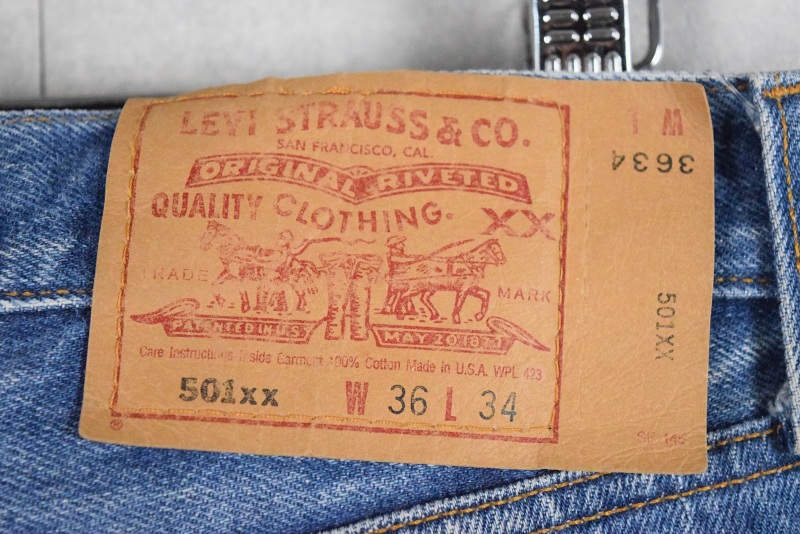 LEVI STRAUSS & CO.
SAN FRANCISCO, CAL.
ORIGINAL RIVETED
QUALITY CLOTHING.
XX
TRADE MARK
PATENTED IN U.S. MAY 20 1873
Care Instructions Inside Garment 100% Cotton Made in U.S.A. WPL 423
501xx W 36 L 34
®
W L
3634
501XX